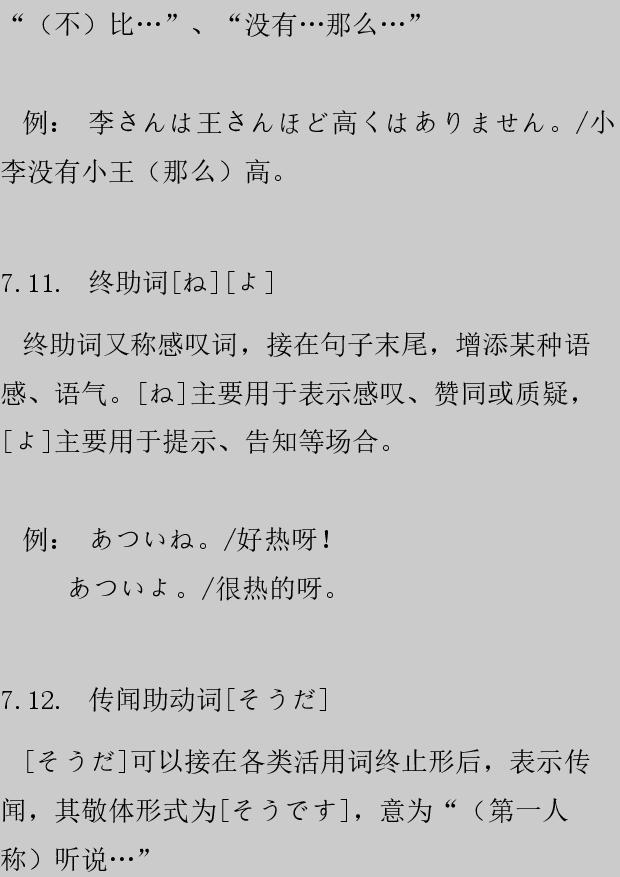 “（不）比…”、“没有…那么…”
例： 李さんは王さんほど高くはありません。/小
李没有小王（那么）高。
7.11. 终助词[ね][よ]
终助词又称感叹词，接在句子末尾，增添某种语
感、语气。[ね]主要用于表示感叹、赞同或质疑，
[よ]主要用于提示、告知等场合。
例： あついね。/好热呀！
あついよ。/很热的呀。
7.12. 传闻助动词[そうだ]
[そうだ]可以接在各类活用词终止形后，表示传
闻，其敬体形式为[そうです]，意为“（第一人
称）听说…”